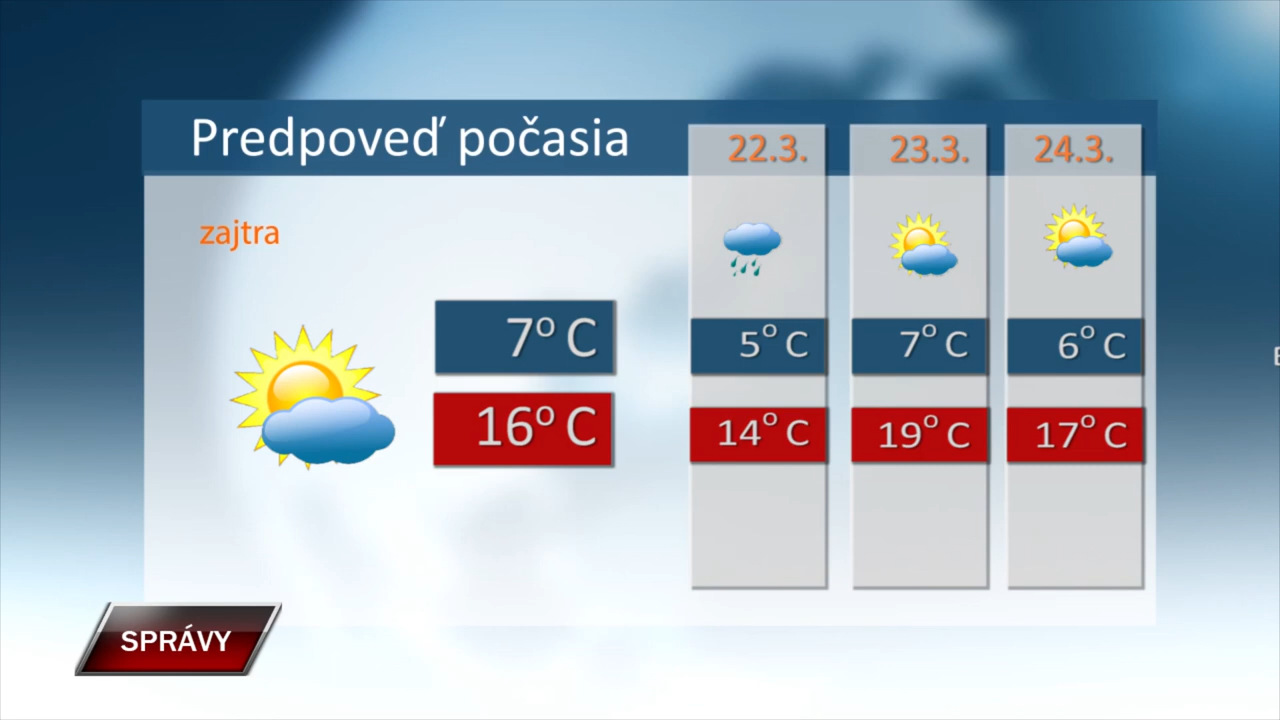 Predpoveď počasia
zajtra
7° C
16° C
22.3.
5° C
14° C
23.3.
7° C
19° C
24.3.
6° C
17° C
SPRÁVY